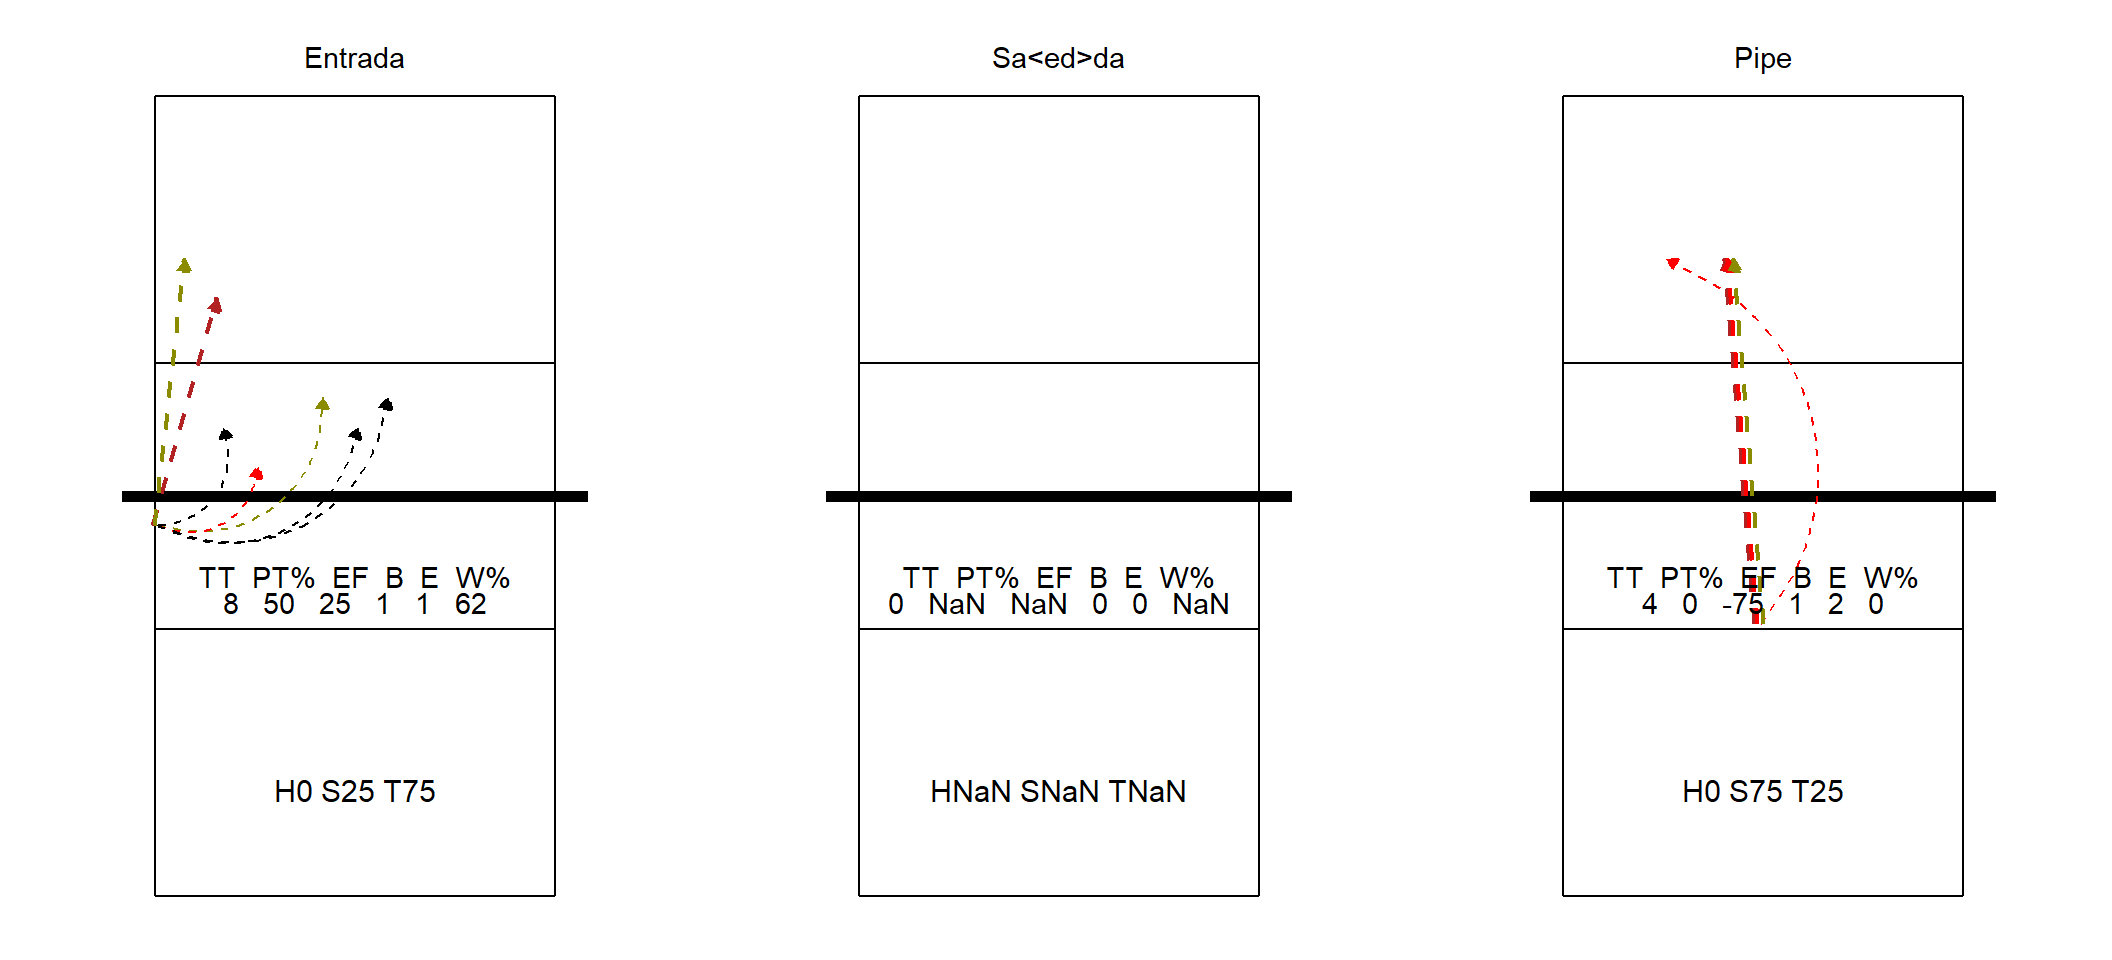 Entrada
TT PT% EF B E W%
8 50 25 1 1 62
H0 S25 T75
Sa<ed>da
TT PT% EF B E W%
0 NaN NaN 0 0 NaN
HNaN SNaN TNaN
Pipe
TT PT% EF B E W%
4 0 -75 1 2 0
H0 S75 T25